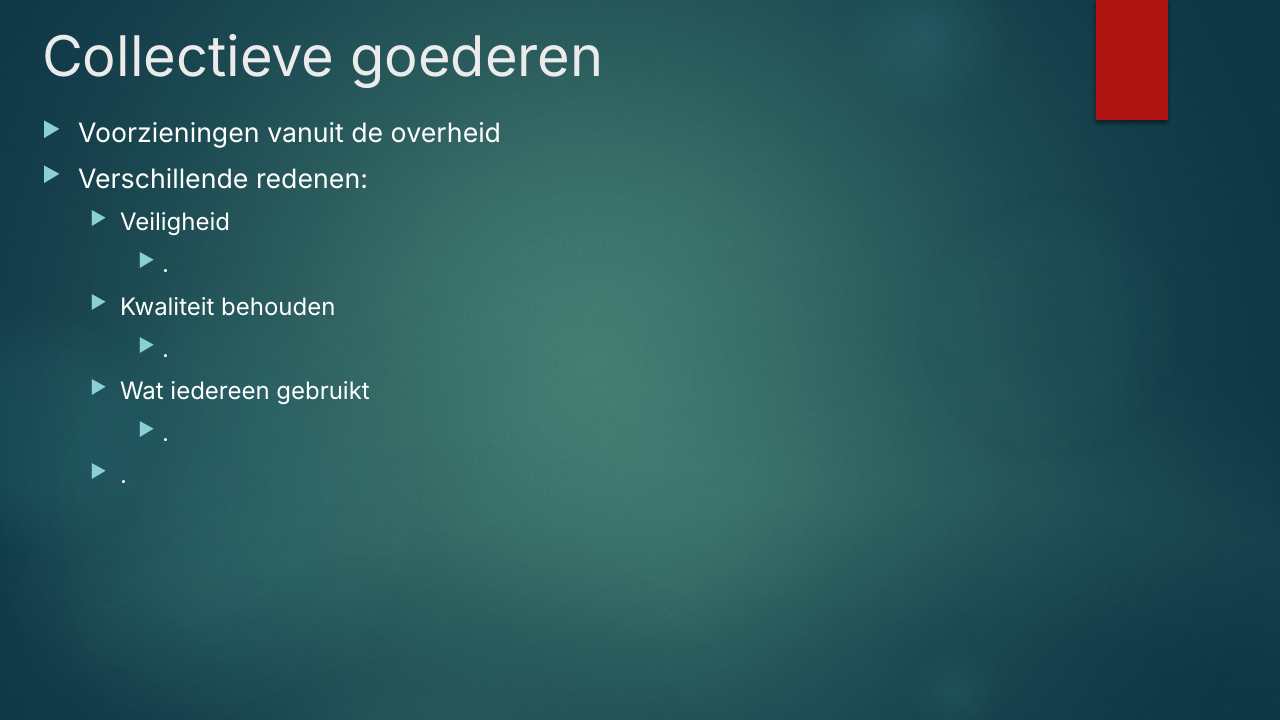 Collectieve goederen
Voorzieningen vanuit de overheid
Verschillende redenen:
Veiligheid
.
Kwaliteit behouden
.
Wat iedereen gebruikt
.
.